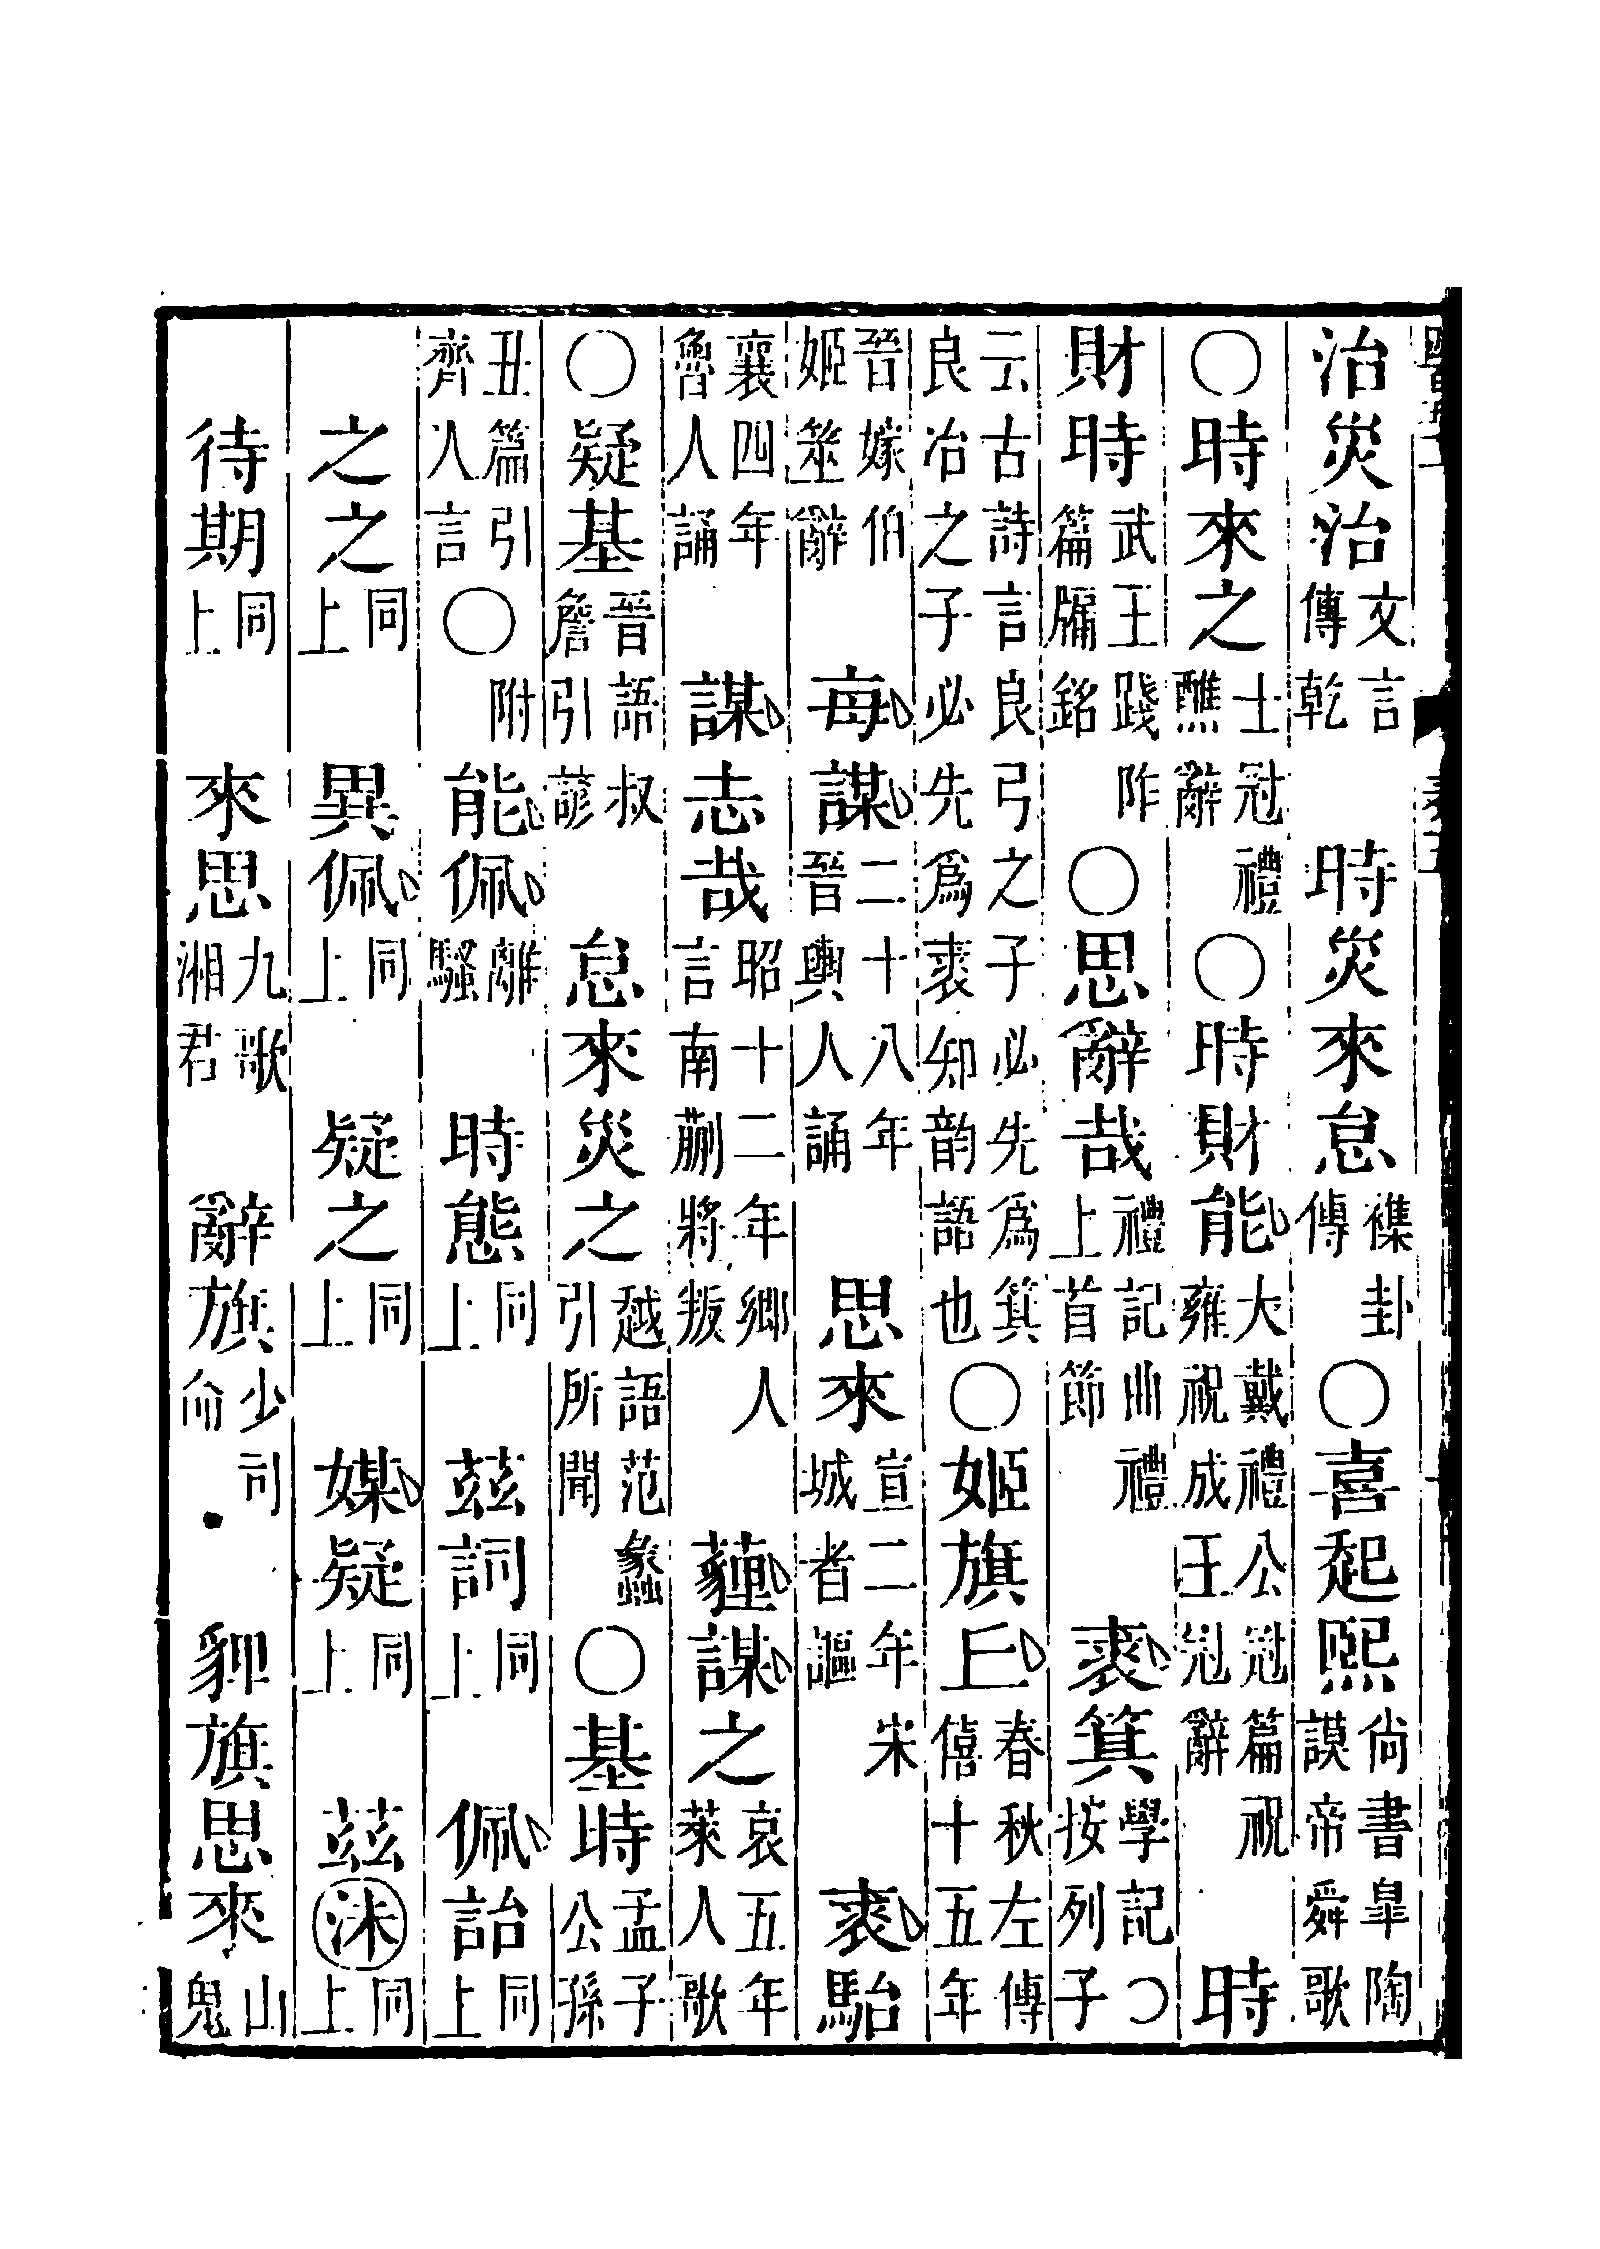 治災治文言傳乾　時災來怠襍卦傳　○喜起熙尙書皐陶謨帝舜歌
○時來之士冠禮醮辭　○時財能大戴禮公冠篇祝雍祝成王冠辭　時
財時武王踐阼篇牖銘　○思辭哉禮記曲禮上首節　裘箕學記〇按列子
云古詩言良弓之子必先爲箕良冶之子必先爲裘知韵語也　○姬旗丘春秋左傳僖十五年
晉嫁伯姬筮辭　每謀二十八年晉輿人誦　思來宣二年宋城者謳　裘駘
襄四年魯人誦　謀志哉昭十二年鄉人言南蒯將叛　薶謀之哀五年萊人歌
○疑基晉語叔詹引諺　怠來災之越語范蠡引所聞　○基時孟子公孫
丑篇引齊人言　○附　能佩離騷　時態同上　茲詞同上　佩詒同上
之之同上　異佩同上　疑之同上　媒疑同上　茲沬同上
待期同上　來思九歌湘君　辭旗少司命　貍旗思來山鬼